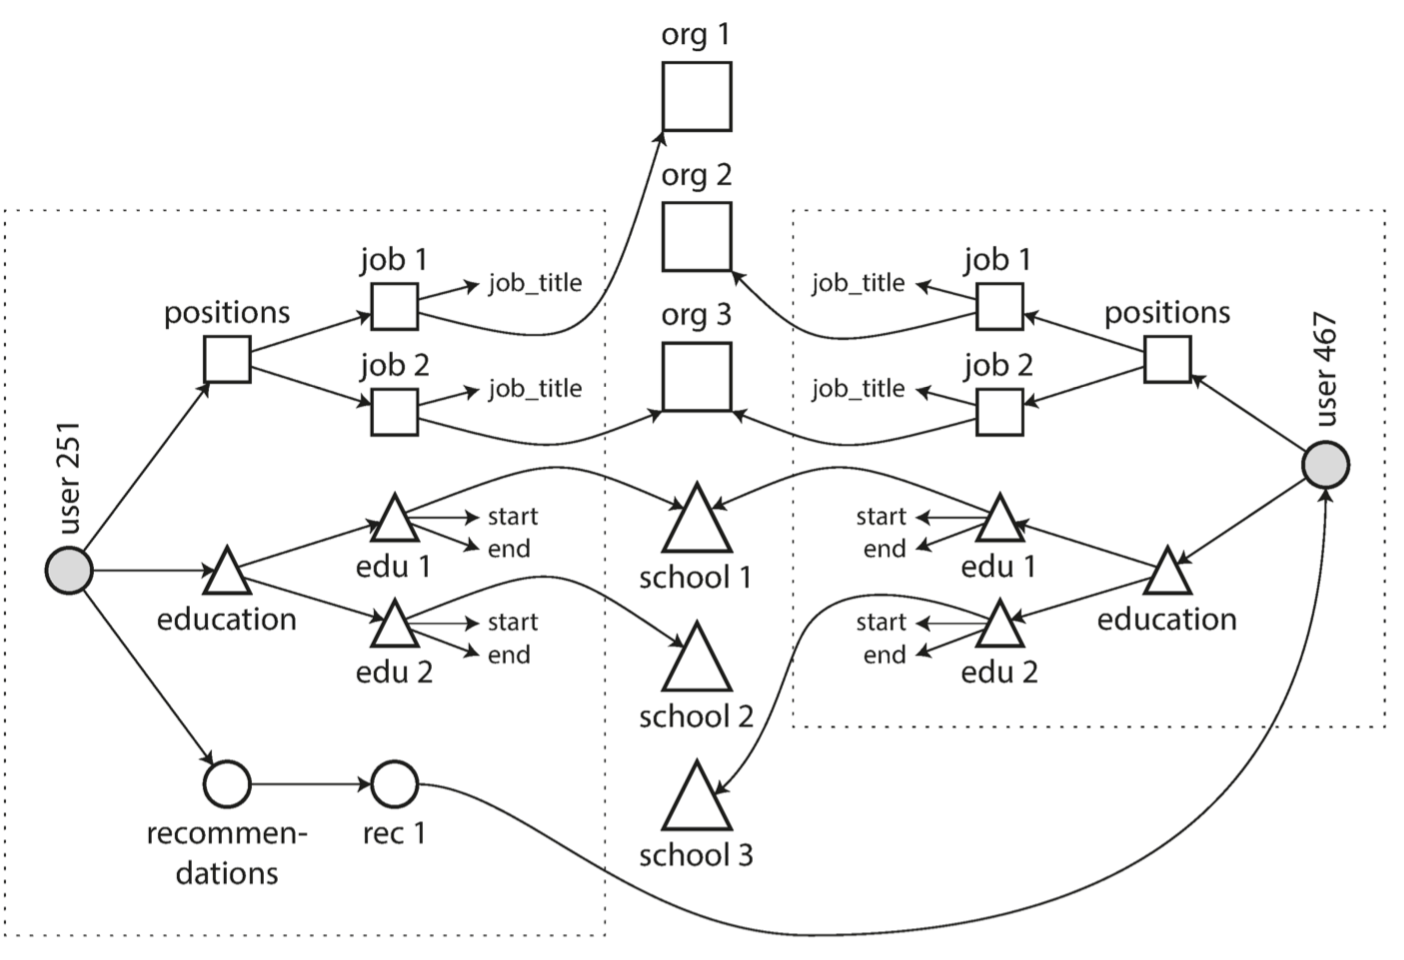 org 1
org 2
org 3
user 251
positions
job 1
job_title
job 2
job_title
education
edu 1
start
end
edu 2
start
end
recommen-
dations
rec 1
school 1
school 2
school 3
job_title
job 1
job_title
job 2
positions
user 467
start
end
edu 1
start
end
edu 2
education